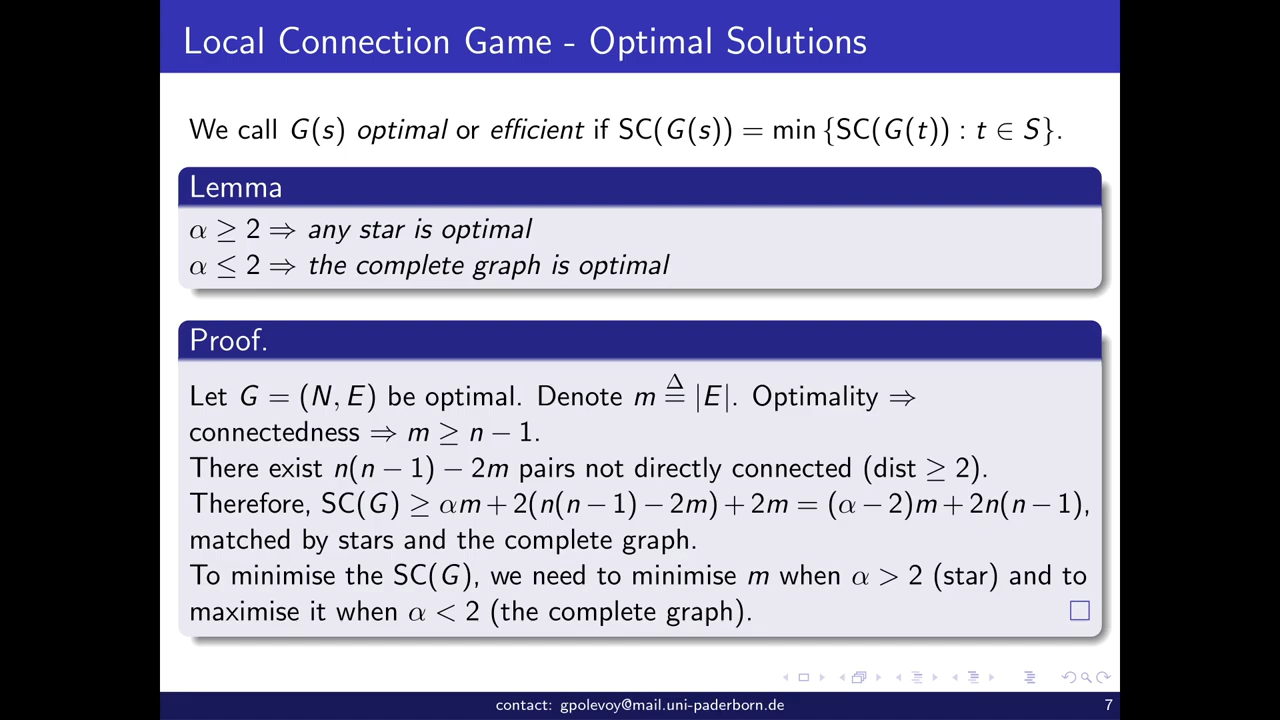 Local Connection Game - Optimal Solutions
We call G(s) optimal or efficient if SC(G(s)) = min {SC(G(t)) : t ∈ S}.
Lemma
α ≥ 2 ⇒ any star is optimal
α ≤ 2 ⇒ the complete graph is optimal
Proof.
Let G = (N, E) be optimal. Denote m ≜ |E|. Optimality ⇒
connectedness ⇒ m ≥ n − 1.
There exist n(n − 1) − 2m pairs not directly connected (dist ≥ 2).
Therefore, SC(G) ≥ αm + 2(n(n − 1) − 2m) + 2m = (α − 2)m + 2n(n − 1),
matched by stars and the complete graph.
To minimise the SC(G), we need to minimise m when α > 2 (star) and to
maximise it when α < 2 (the complete graph). □
contact: gpolevoy@mail.uni-paderborn.de 7